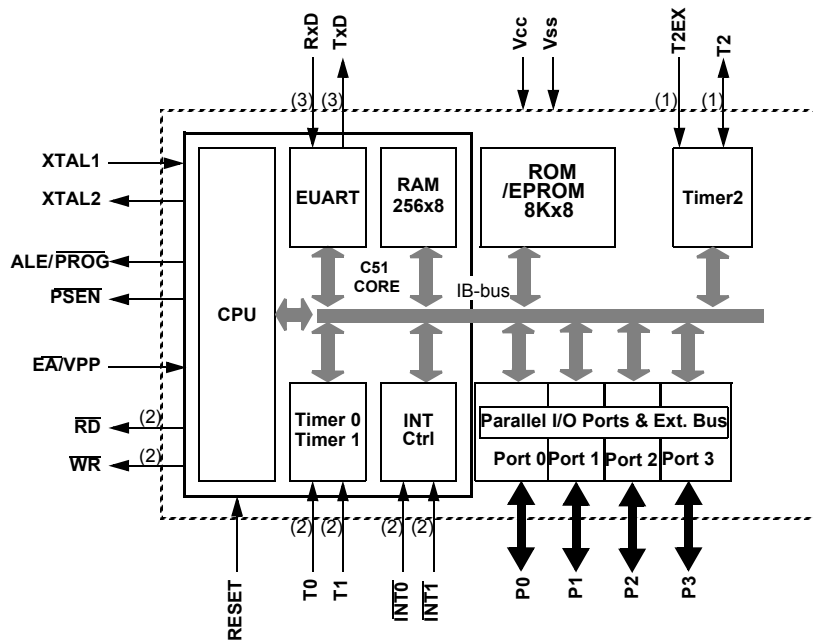 RxD
TxD
Vcc
Vss
T2EX
T2
(3) (3)
(1) (1)
XTAL1
XTAL2
ALE/PROG
PSEN
EA/VPP
(2)
RD
(2)
WR
CPU
EUART
RAM
256x8
ROM
/EPROM
8Kx8
Timer2
C51
CORE
IB-bus
Timer 0
Timer 1
INT
Ctrl
Parallel I/O Ports & Ext. Bus
Port 0 Port 1 Port 2 Port 3
(2) (2)
(2) (2)
RESET
T0
T1
INT0
INT1
P0
P1
P2
P3